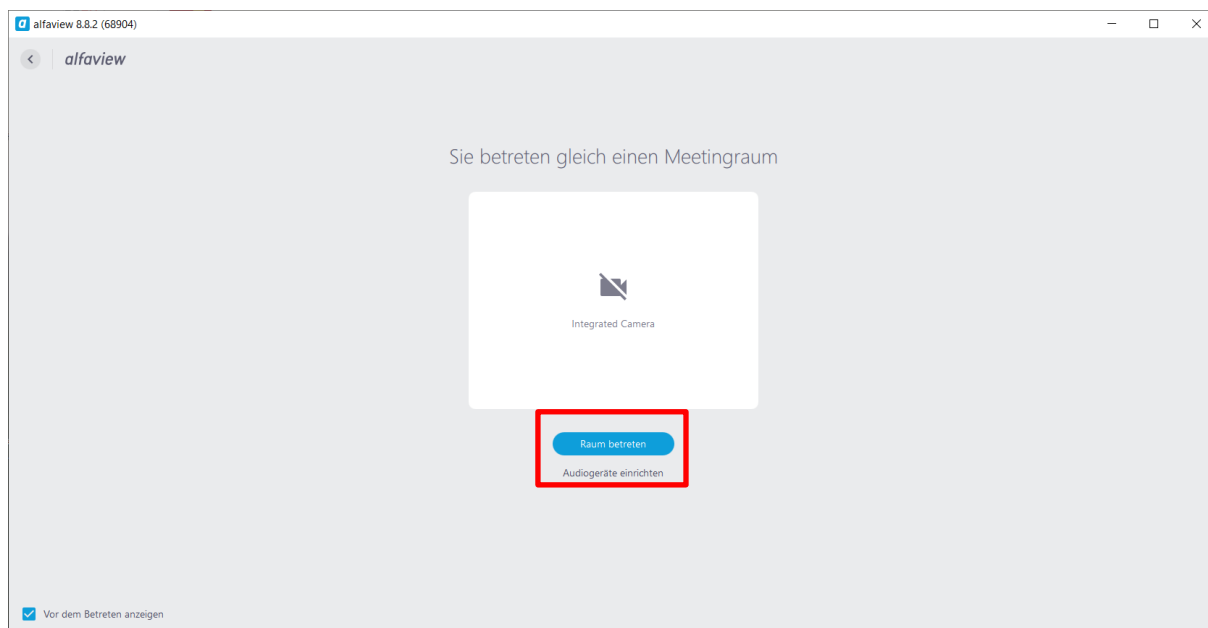 alfaview 8.8.2 (68904)
alfaview
Sie betreten gleich einen Meetingraum
Integrated Camera
Raum betreten
Audiogeräte einrichten
Vor dem Betreten anzeigen